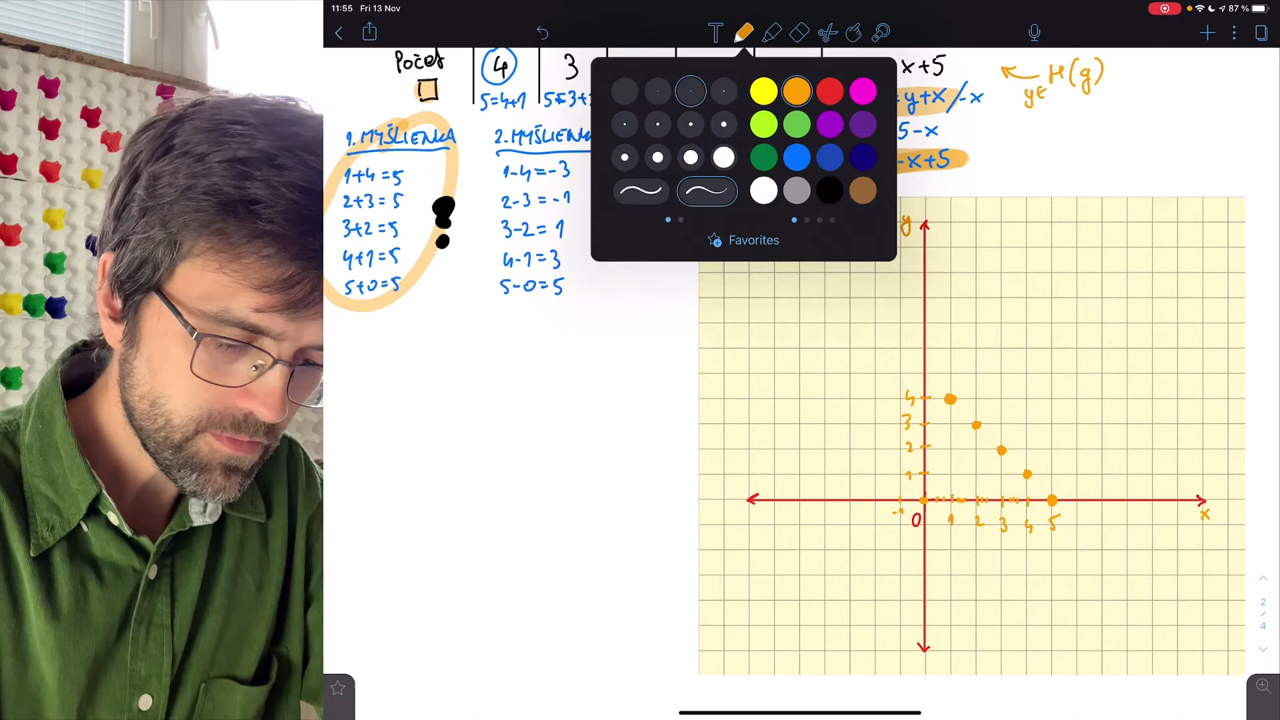 11:55 Fri 13 Nov
87 %
T
Počet 4 3 x+5 H(g)
5=4+1 y+x /-x y∈
5-x
-x+5
1. MYŠLIENKA 2. MYŠLIENKA
1+4=5 1-4=-3
2+3=5 2-3=-1
3+2=5 3-2=1
4+1=5 4-1=3
5+0=5 5-0=5
Favorites
y
4
3
2
1
-1 0 1 2 3 4 5 x
2
/
4